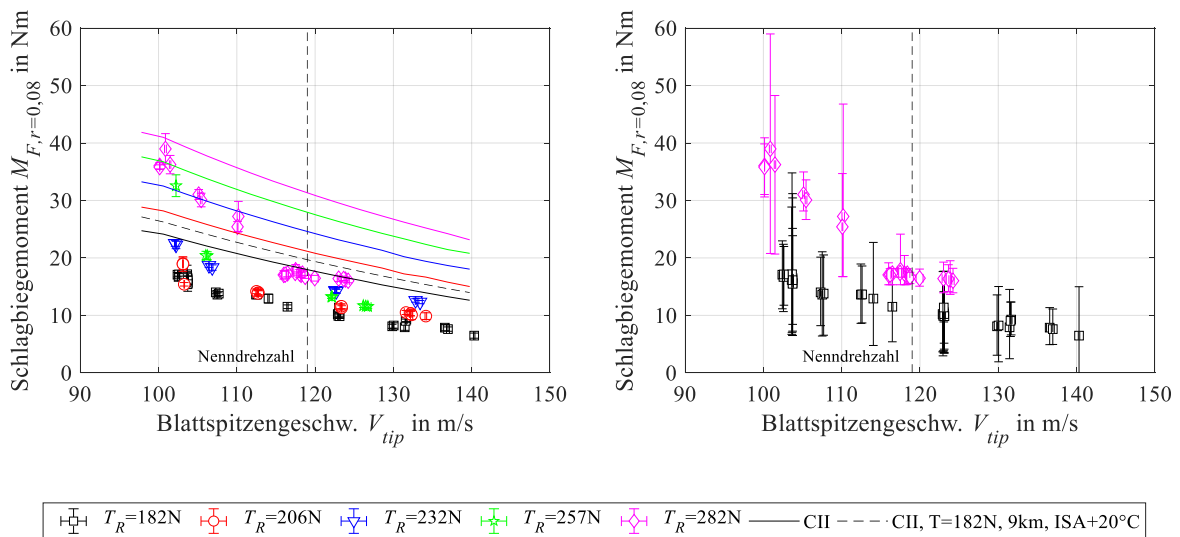 60
50
40
30
20
10
0
Schlagbiegemoment M_{F,r=0,08} in Nm
Nenndrehzahl
90 100 110 120 130 140 150
Blattspitzengeschw. V_{tip} in m/s
60
50
40
30
20
10
0
Schlagbiegemoment M_{F,r=0,08} in Nm
Nenndrehzahl
90 100 110 120 130 140 150
Blattspitzengeschw. V_{tip} in m/s
T_R=182N T_R=206N T_R=232N T_R=257N T_R=282N CII CII, T=182N, 9km, ISA+20°C